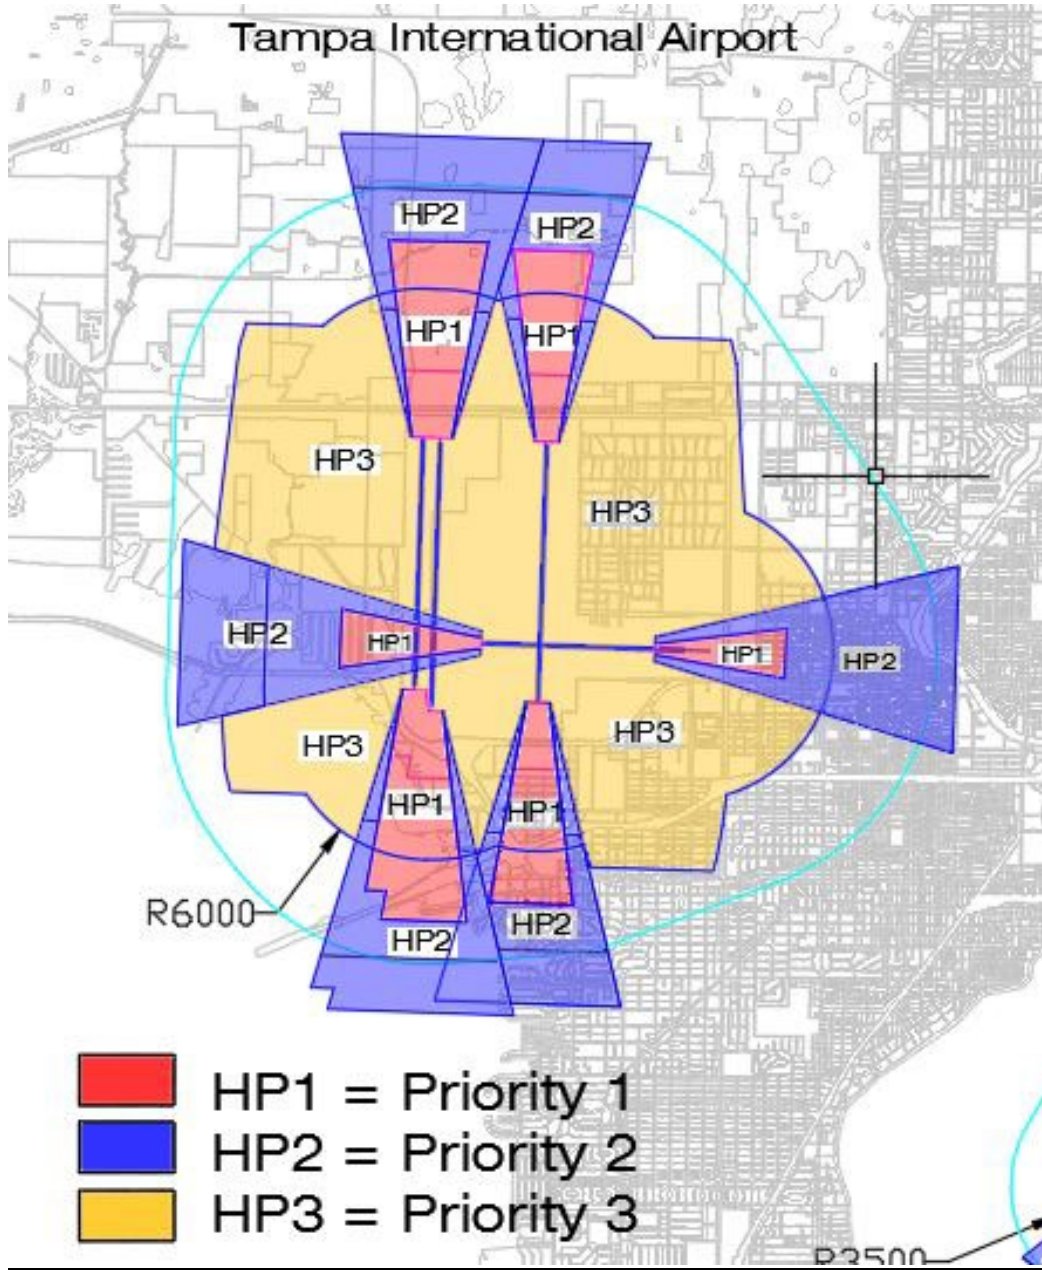 Tampa International Airport
HP2
HP2
HP1
HP1
HP3
HP3
HP2
HP1
HP1
HP2
HP3
HP3
HP1
HP1
R6000
HP2
HP2
HP1 = Priority 1
HP2 = Priority 2
HP3 = Priority 3
R3500